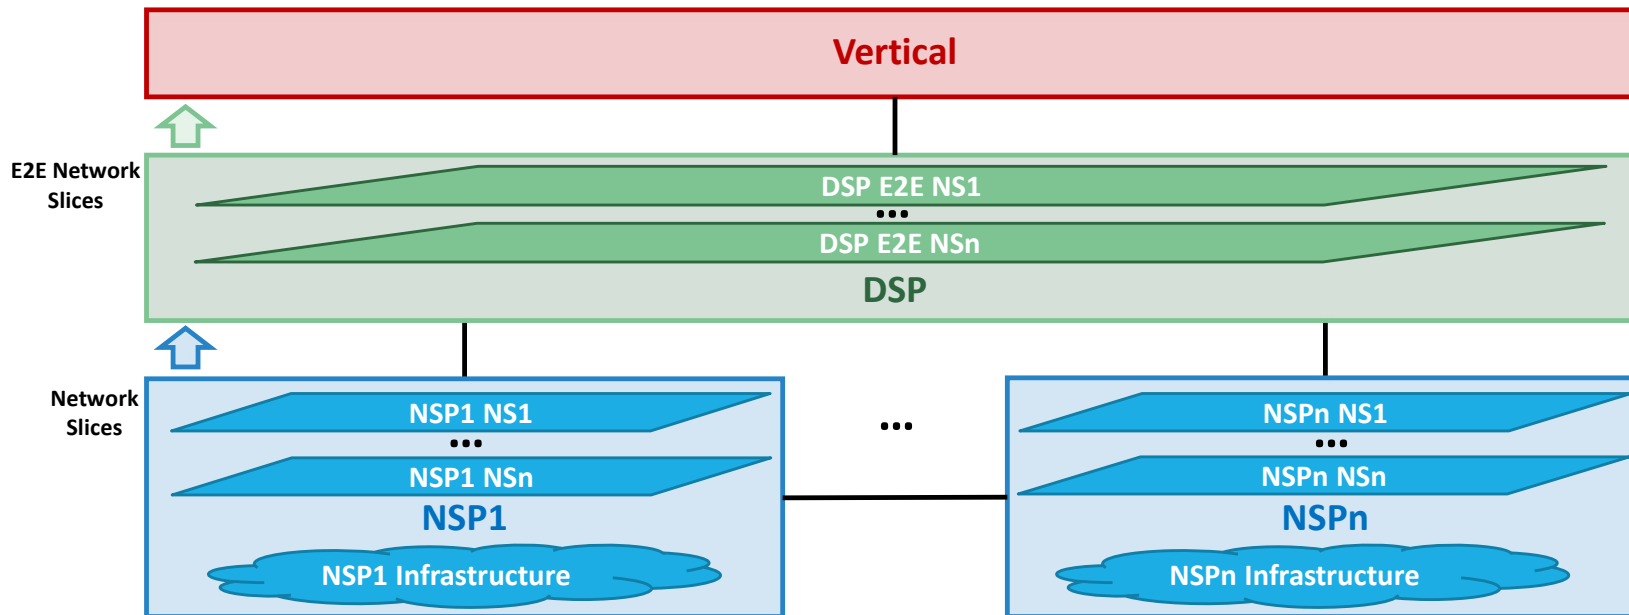 Vertical
E2E Network
Slices
DSP E2E NS1
...
DSP E2E NSn
DSP
Network
Slices
NSP1 NS1
...
NSP1 NSn
NSP1
NSP1 Infrastructure
...
NSPn NS1
...
NSPn NSn
NSPn
NSPn Infrastructure